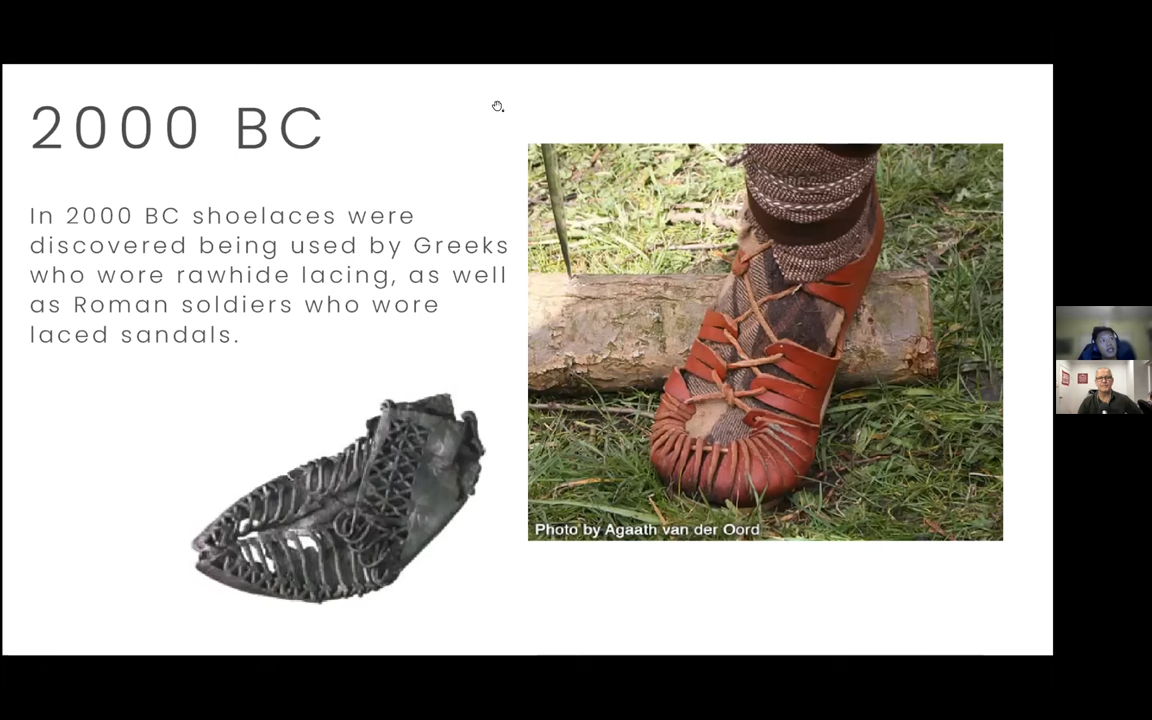 2000 BC
In 2000 BC shoelaces were
discovered being used by Greeks
who wore rawhide lacing, as well
as Roman soldiers who wore
laced sandals.
Photo by Agaath van der Oord